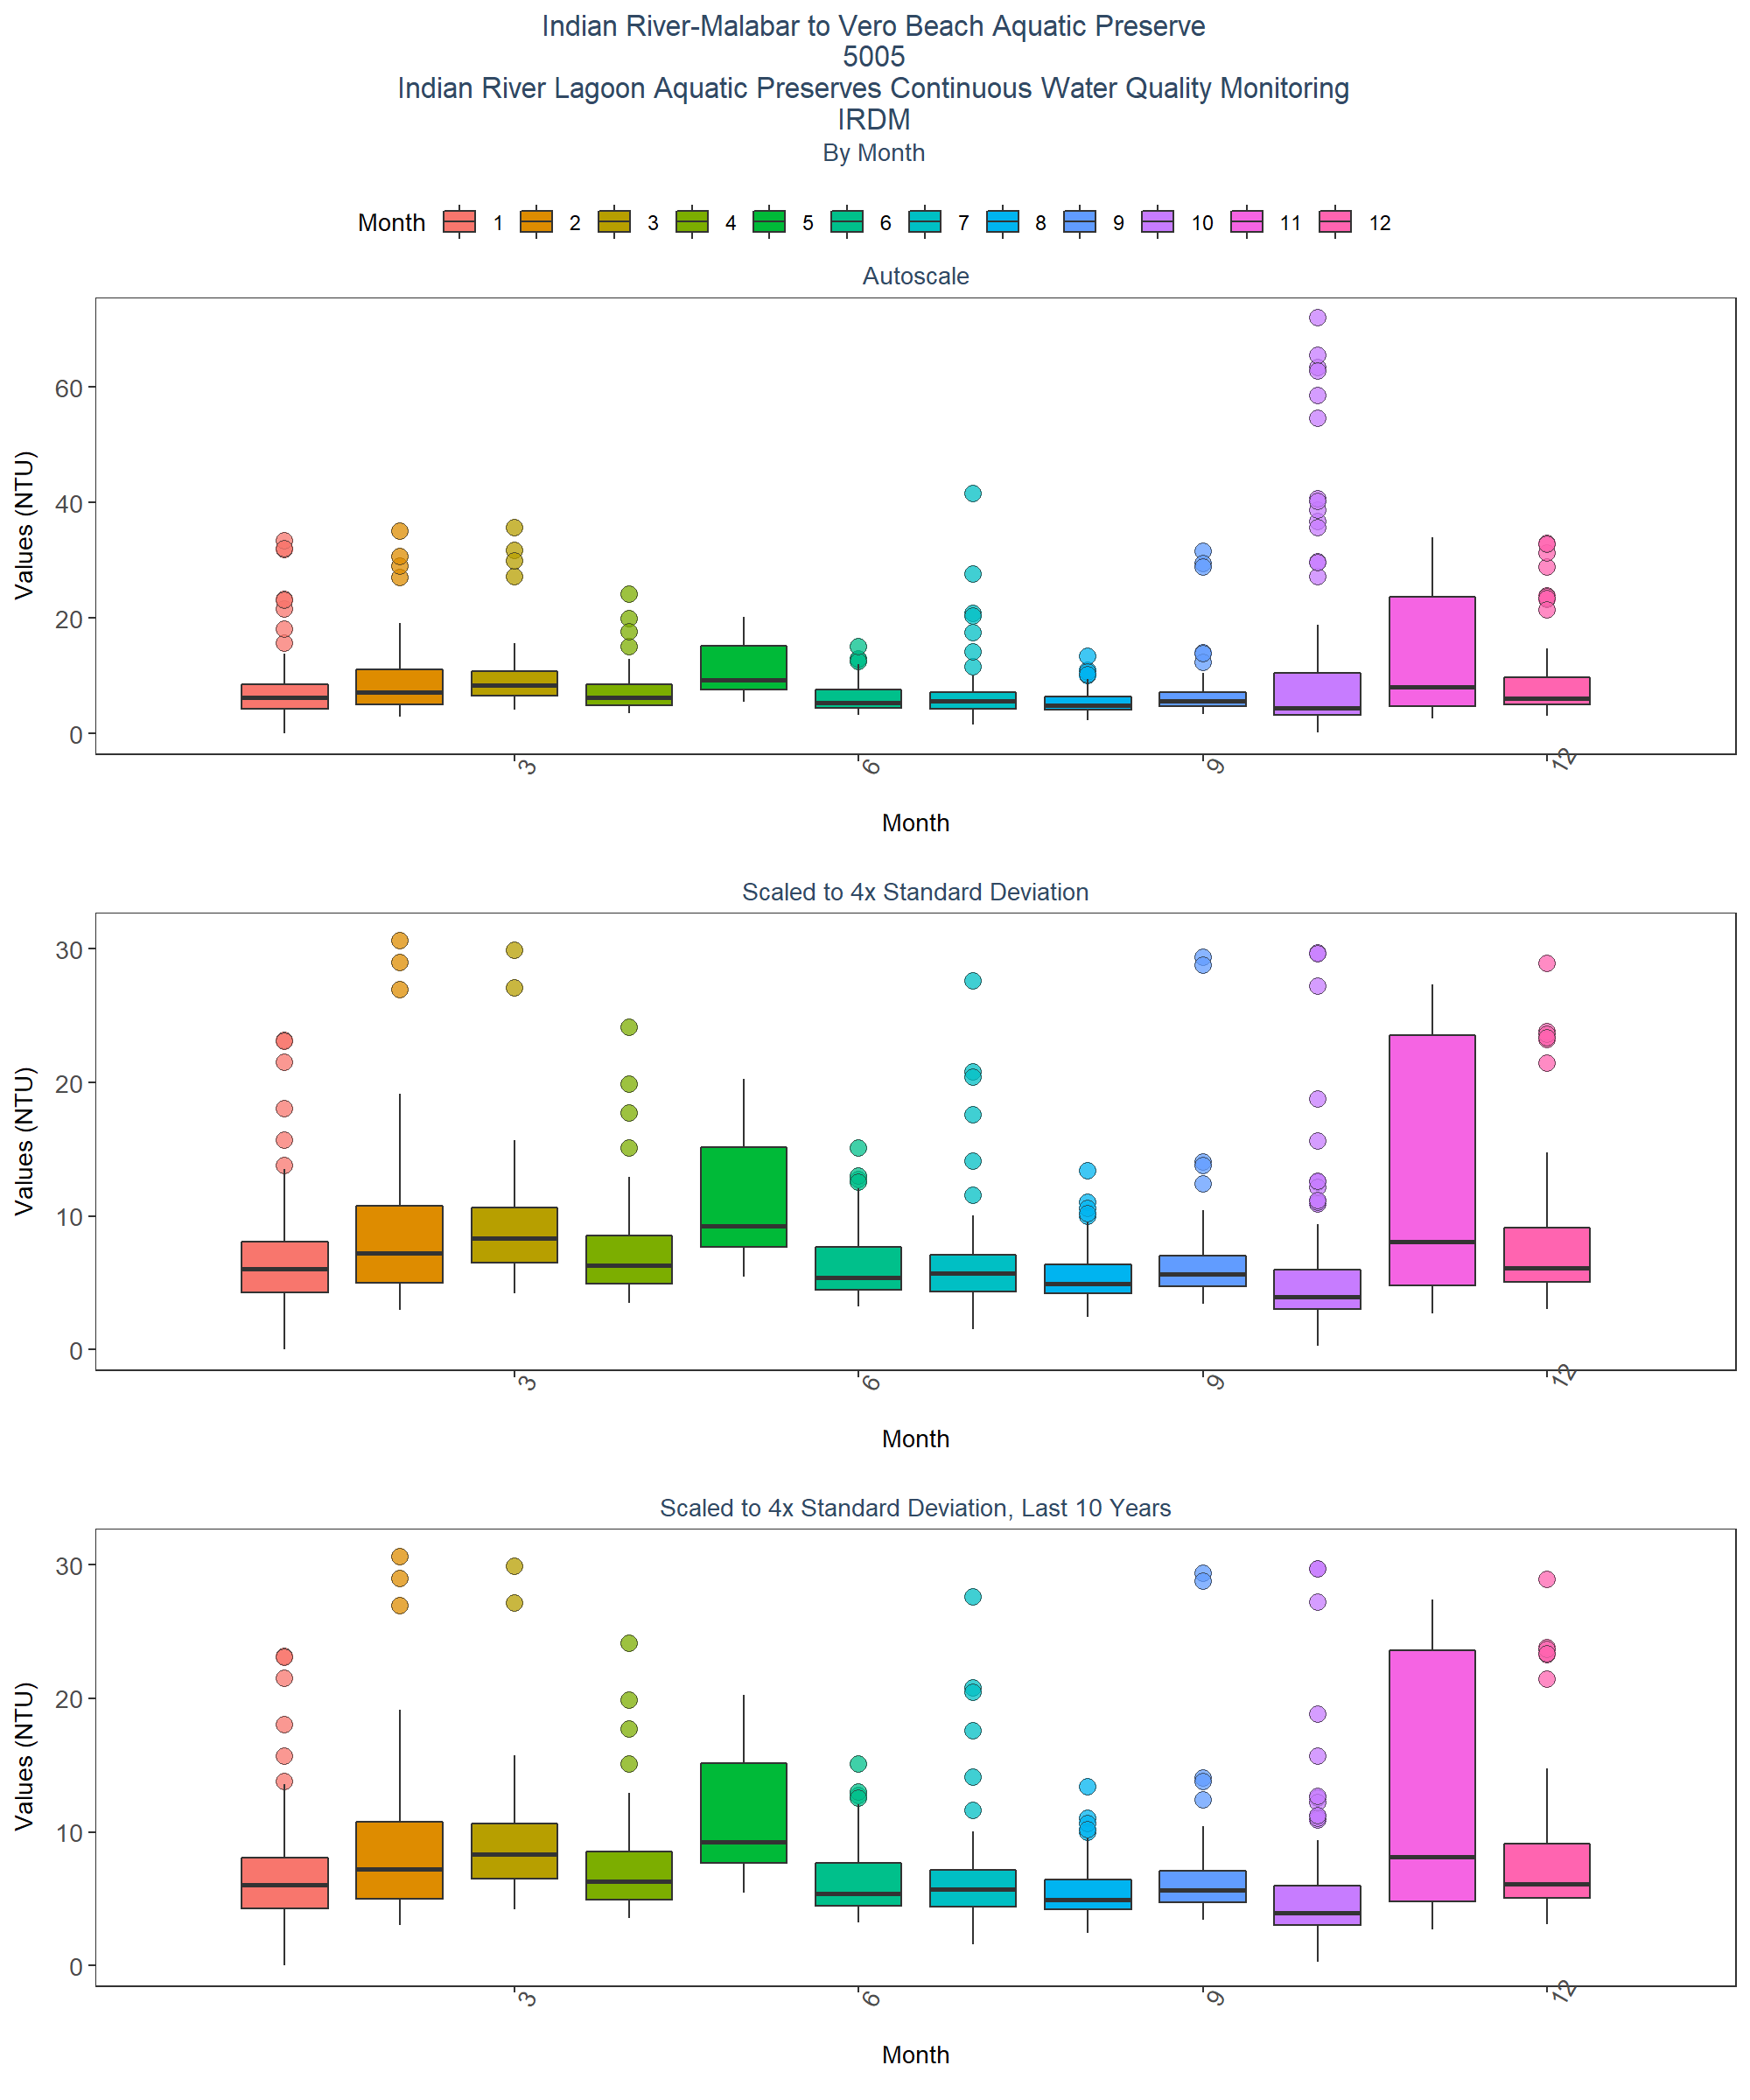 Indian River-Malabar to Vero Beach Aquatic Preserve
5005
Indian River Lagoon Aquatic Preserves Continuous Water Quality Monitoring
IRDM
By Month
Month 1 2 3 4 5 6 7 8 9 10 11 12
Autoscale
Values (NTU)
60
40
20
0
3 6 9 12
Month
Scaled to 4x Standard Deviation
Values (NTU)
30
20
10
0
3 6 9 12
Month
Scaled to 4x Standard Deviation, Last 10 Years
Values (NTU)
30
20
10
0
3 6 9 12
Month